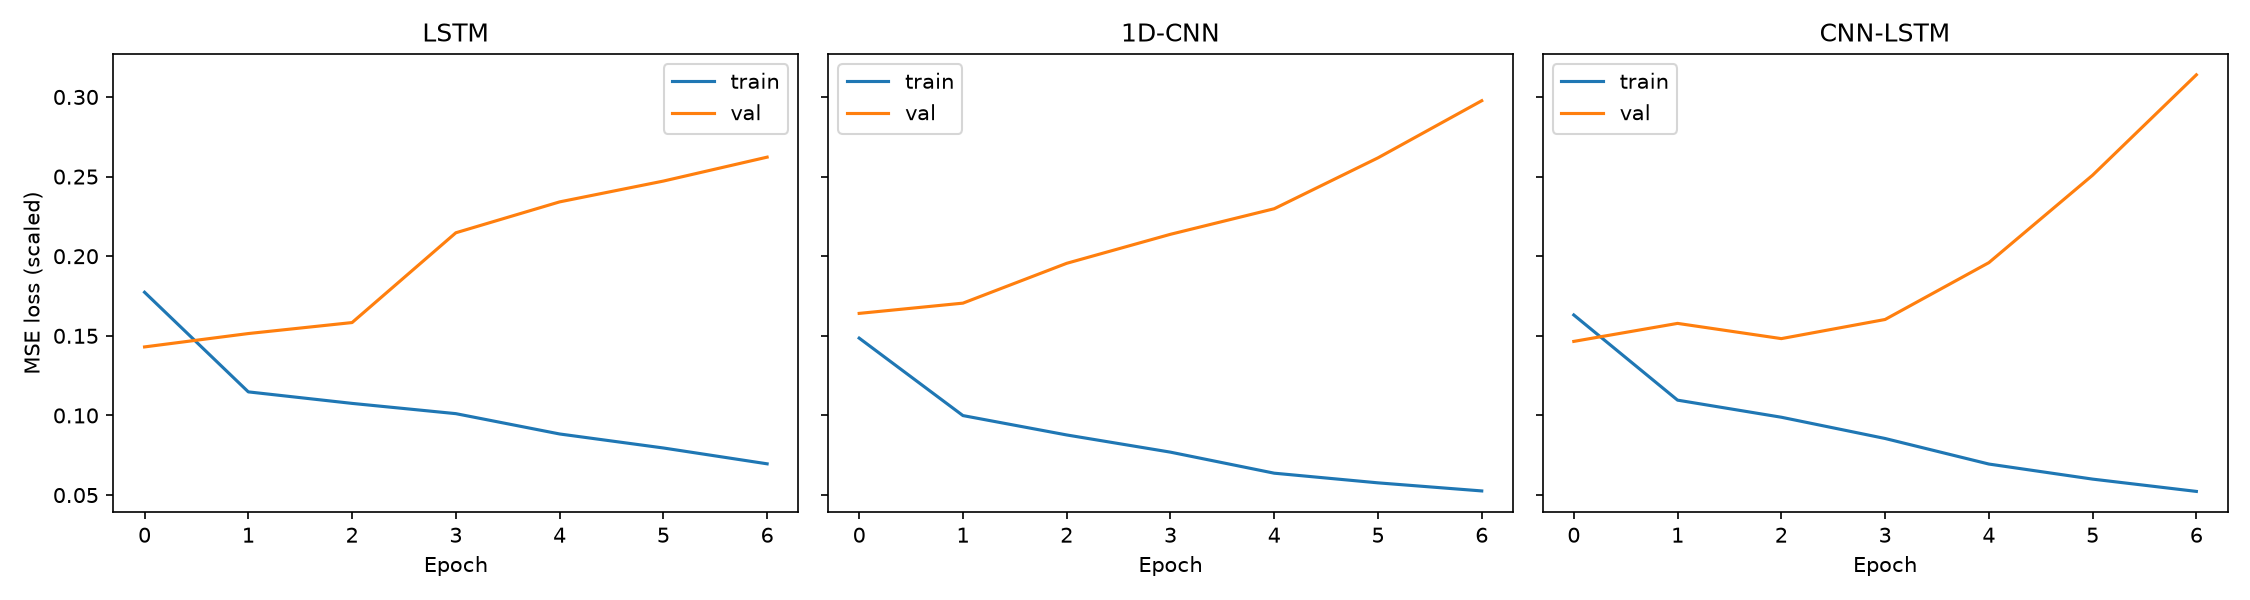 LSTM
1D-CNN
CNN-LSTM
train
val
train
val
train
val
MSE loss (scaled)
0.30
0.25
0.20
0.15
0.10
0.05
0 1 2 3 4 5 6
0 1 2 3 4 5 6
0 1 2 3 4 5 6
Epoch
Epoch
Epoch